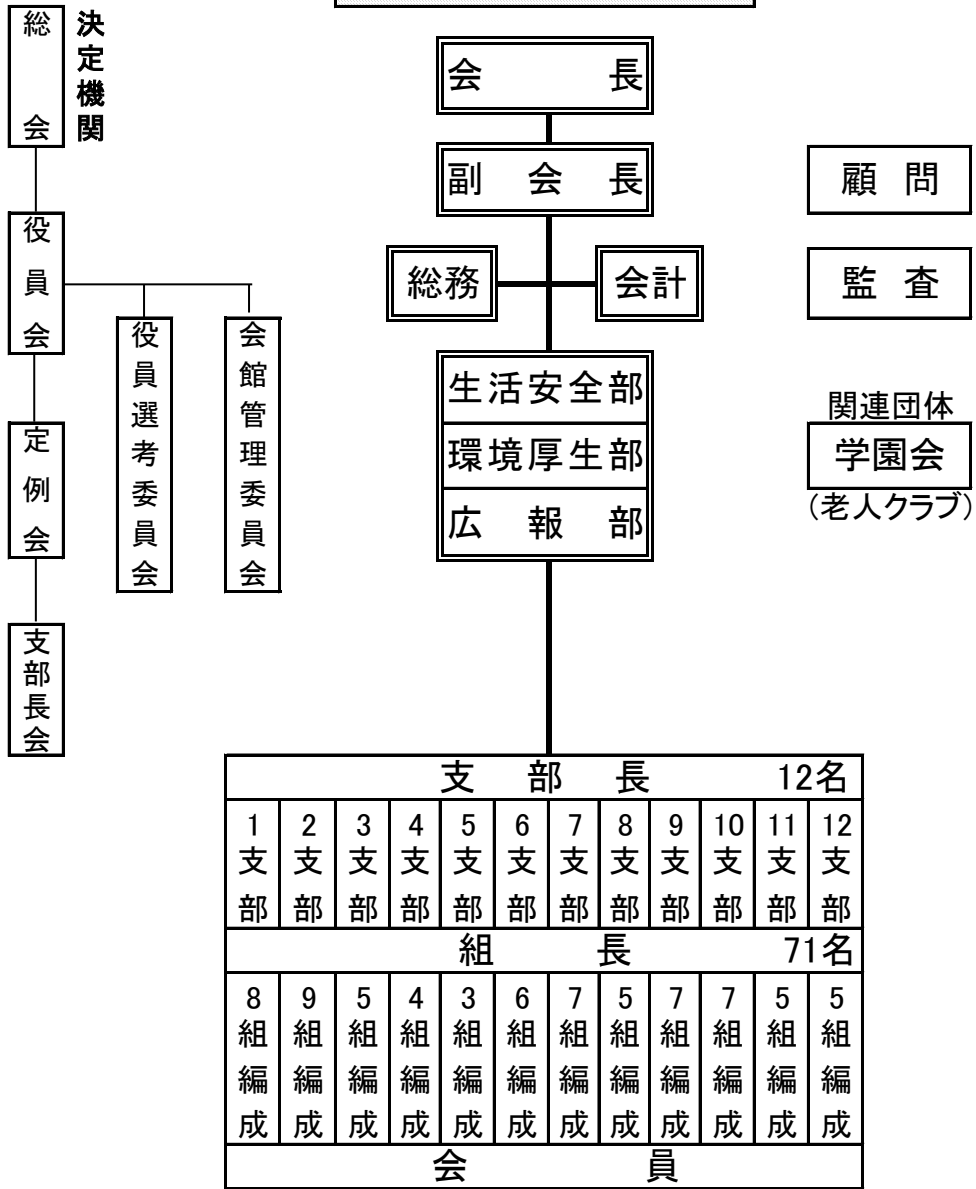 決定機関
総会
役員会
役員選考委員会
会館管理委員会
定例会
支部長会
会長
副会長
総務
会計
生活安全部
環境厚生部
広報部
顧問
監査
関連団体
学園会
(老人クラブ)
支部長 12名
1支部 2支部 3支部 4支部 5支部 6支部 7支部 8支部 9支部 10支部 11支部 12支部
組長 71名
8組編成 9組編成 5組編成 4組編成 3組編成 6組編成 7組編成 5組編成 7組編成 7組編成 5組編成 5組編成
会員